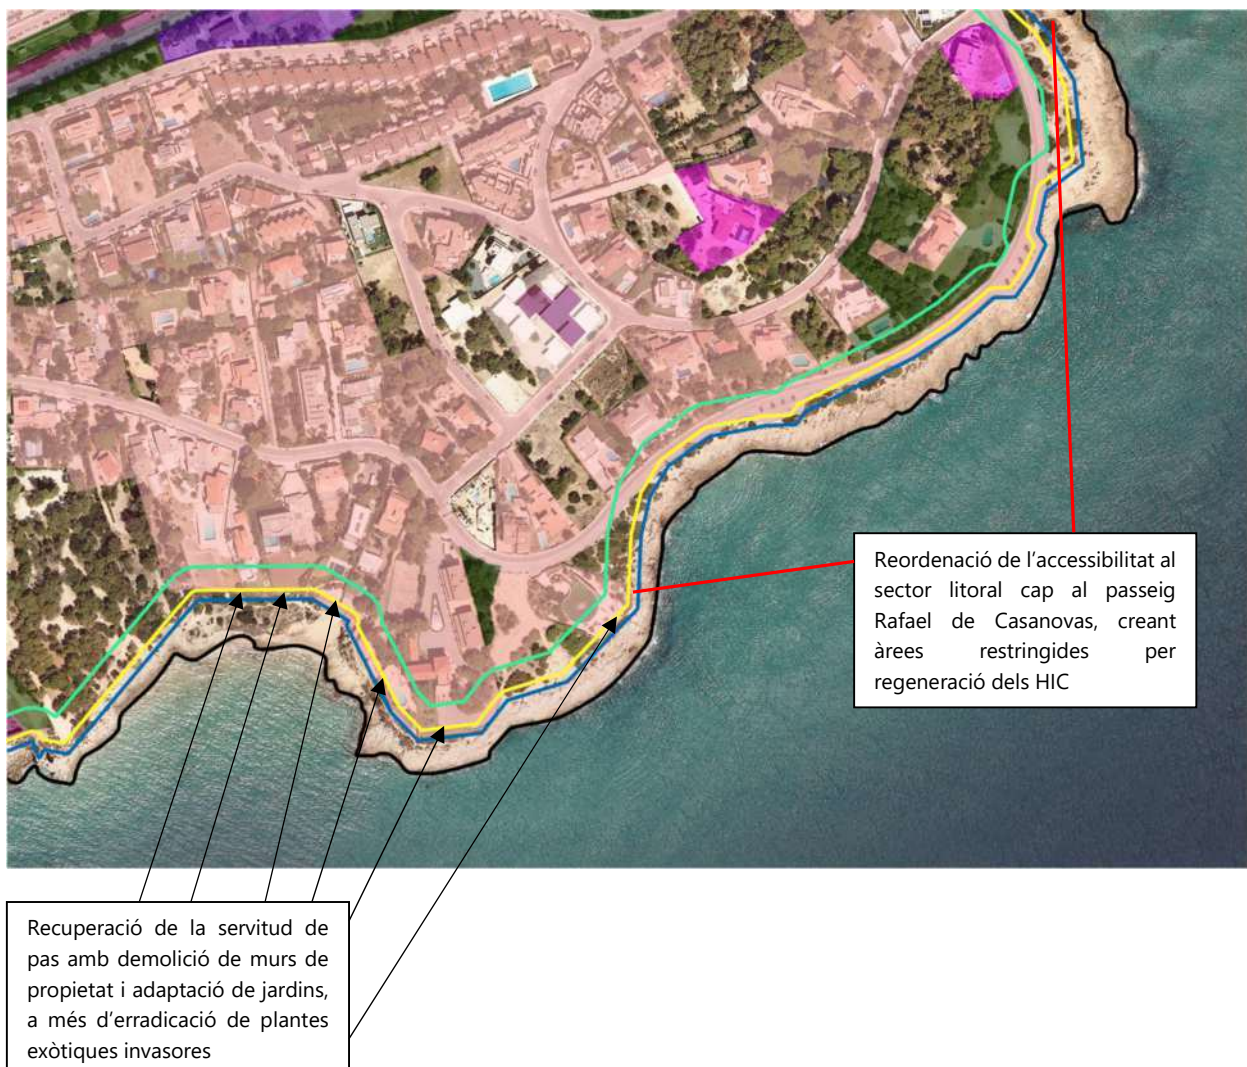 Reordenació de l’accessibilitat al
sector litoral cap al passeig
Rafael de Casanovas, creant
àrees restringides per
regeneració dels HIC
Recuperació de la servitud de
pas amb demolició de murs de
propietat i adaptació de jardins,
a més d’erradicació de plantes
exòtiques invasores